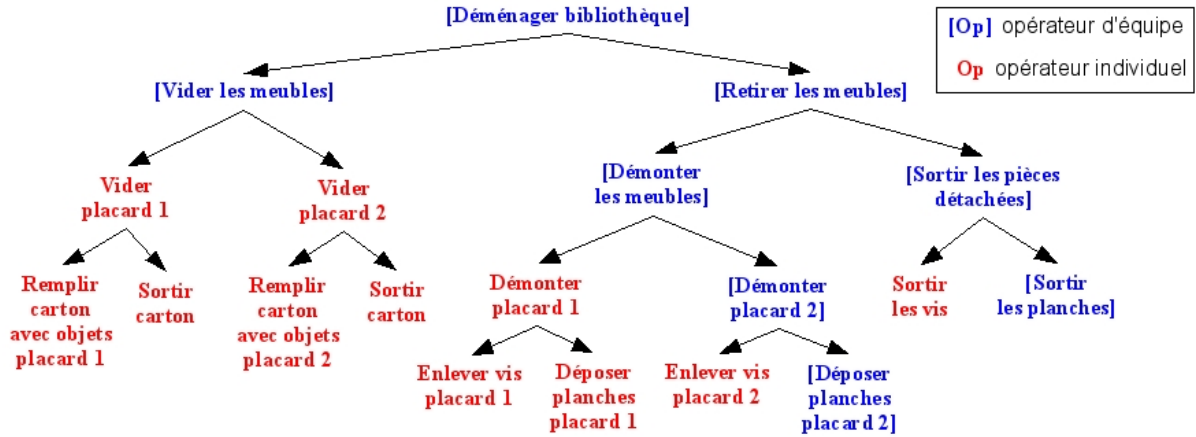 [Déménager bibliothèque]
[Op] opérateur d'équipe
Op opérateur individuel
[Vider les meubles]
[Retirer les meubles]
Vider
placard 1
Vider
placard 2
[Démonter
les meubles]
[Sortir les pièces
détachées]
Remplir
carton
avec objets
placard 1
Sortir
carton
Remplir
carton
avec objets
placard 2
Sortir
carton
Démonter
placard 1
[Démonter
placard 2]
Sortir
les vis
[Sortir
les planches]
Enlever vis
placard 1
Déposer
planches
placard 1
Enlever vis
placard 2
[Déposer
planches
placard 2]